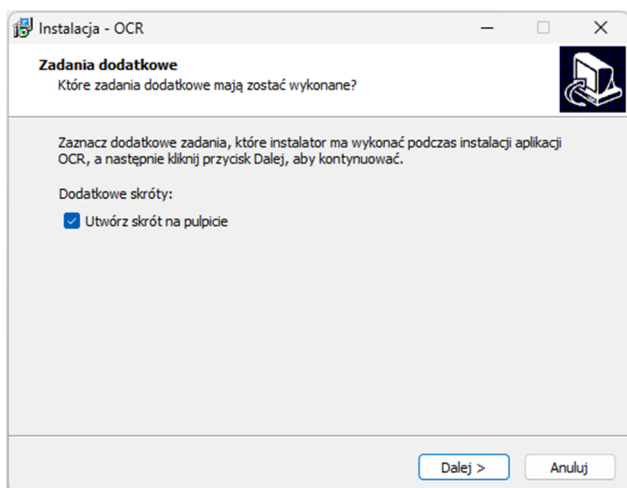 Instalacja - OCR
Zadania dodatkowe
Które zadania dodatkowe mają zostać wykonane?
Zaznacz dodatkowe zadania, które instalator ma wykonać podczas instalacji aplikacji
OCR, a następnie kliknij przycisk Dalej, aby kontynuować.
Dodatkowe skróty:
Utwórz skrót na pulpicie
Dalej >
Anuluj